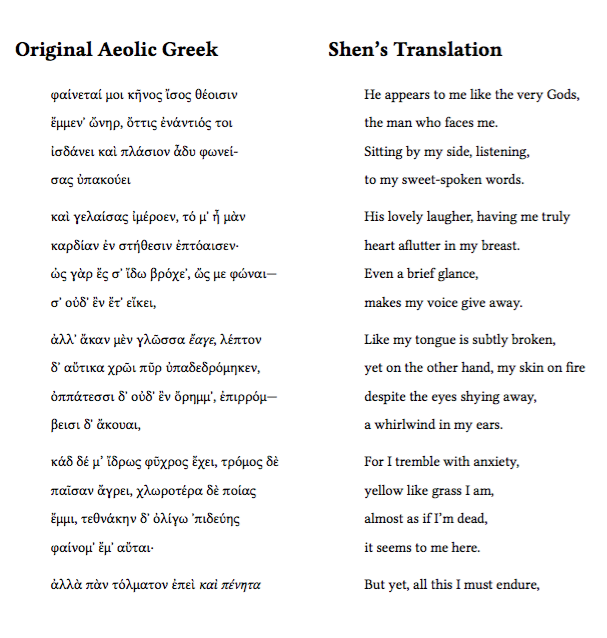 Original Aeolic Greek
φαίνεταί μοι κῆνος ἴσος θέοισιν
ἔμμεν' ὤνηρ, ὄττις ἐνάντιός τοι
ἰσδάνει καὶ πλάσιον ἆδυ φωνεί-
σας ὐπακούει
καὶ γελαίσας ἰμέροεν, τό μ' ἦ μὰν
καρδίαν ἐν στήθεσιν ἐπτόαισεν·
ὡς γὰρ ἔς σ' ἴδω βρόχε', ὤς με φώναι—
σ' οὐδ' ἒν ἔτ' εἴκει,
ἀλλ' ἄκαν μὲν γλῶσσα ἔαγε, λέπτον
δ' αὔτικα χρῶι πῦρ ὐπαδεδρόμηκεν,
ὀππάτεσσι δ' οὐδ' ἒν ὄρημμ', ἐπιρρόμ—
βεισι δ' ἄκουαι,
κάδ δέ μ’ ἴδρως ψῦχρος ἔχει, τρόμος δὲ
παῖσαν ἄγρει, χλωροτέρα δὲ ποίας
ἔμμι, τεθνάκην δ' ὀλίγω 'πιδεύης
φαίνομ' ἔμ' αὔται·
ἀλλὰ πὰν τόλματον ἐπεὶ καὶ πένητα
Shen’s Translation
He appears to me like the very Gods,
the man who faces me.
Sitting by my side, listening,
to my sweet-spoken words.
His lovely laugher, having me truly
heart aflutter in my breast.
Even a brief glance,
makes my voice give away.
Like my tongue is subtly broken,
yet on the other hand, my skin on fire
despite the eyes shying away,
a whirlwind in my ears.
For I tremble with anxiety,
yellow like grass I am,
almost as if I’m dead,
it seems to me here.
But yet, all this I must endure,